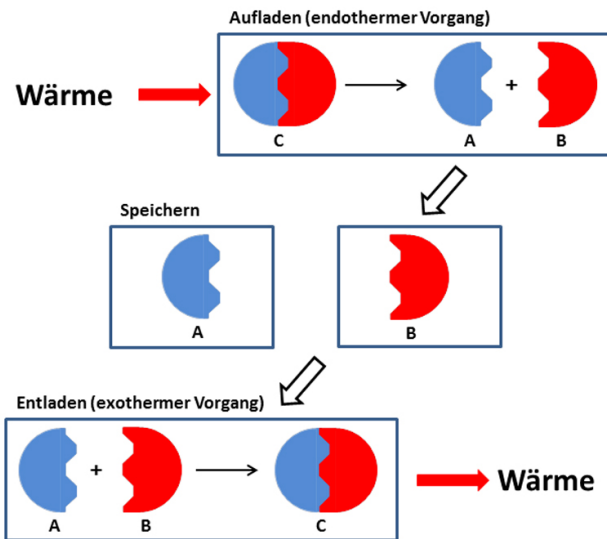 Aufladen (endothermer Vorgang)
Wärme
C
A
+
B
Speichern
A
B
Entladen (exothermer Vorgang)
A
+
B
C
Wärme